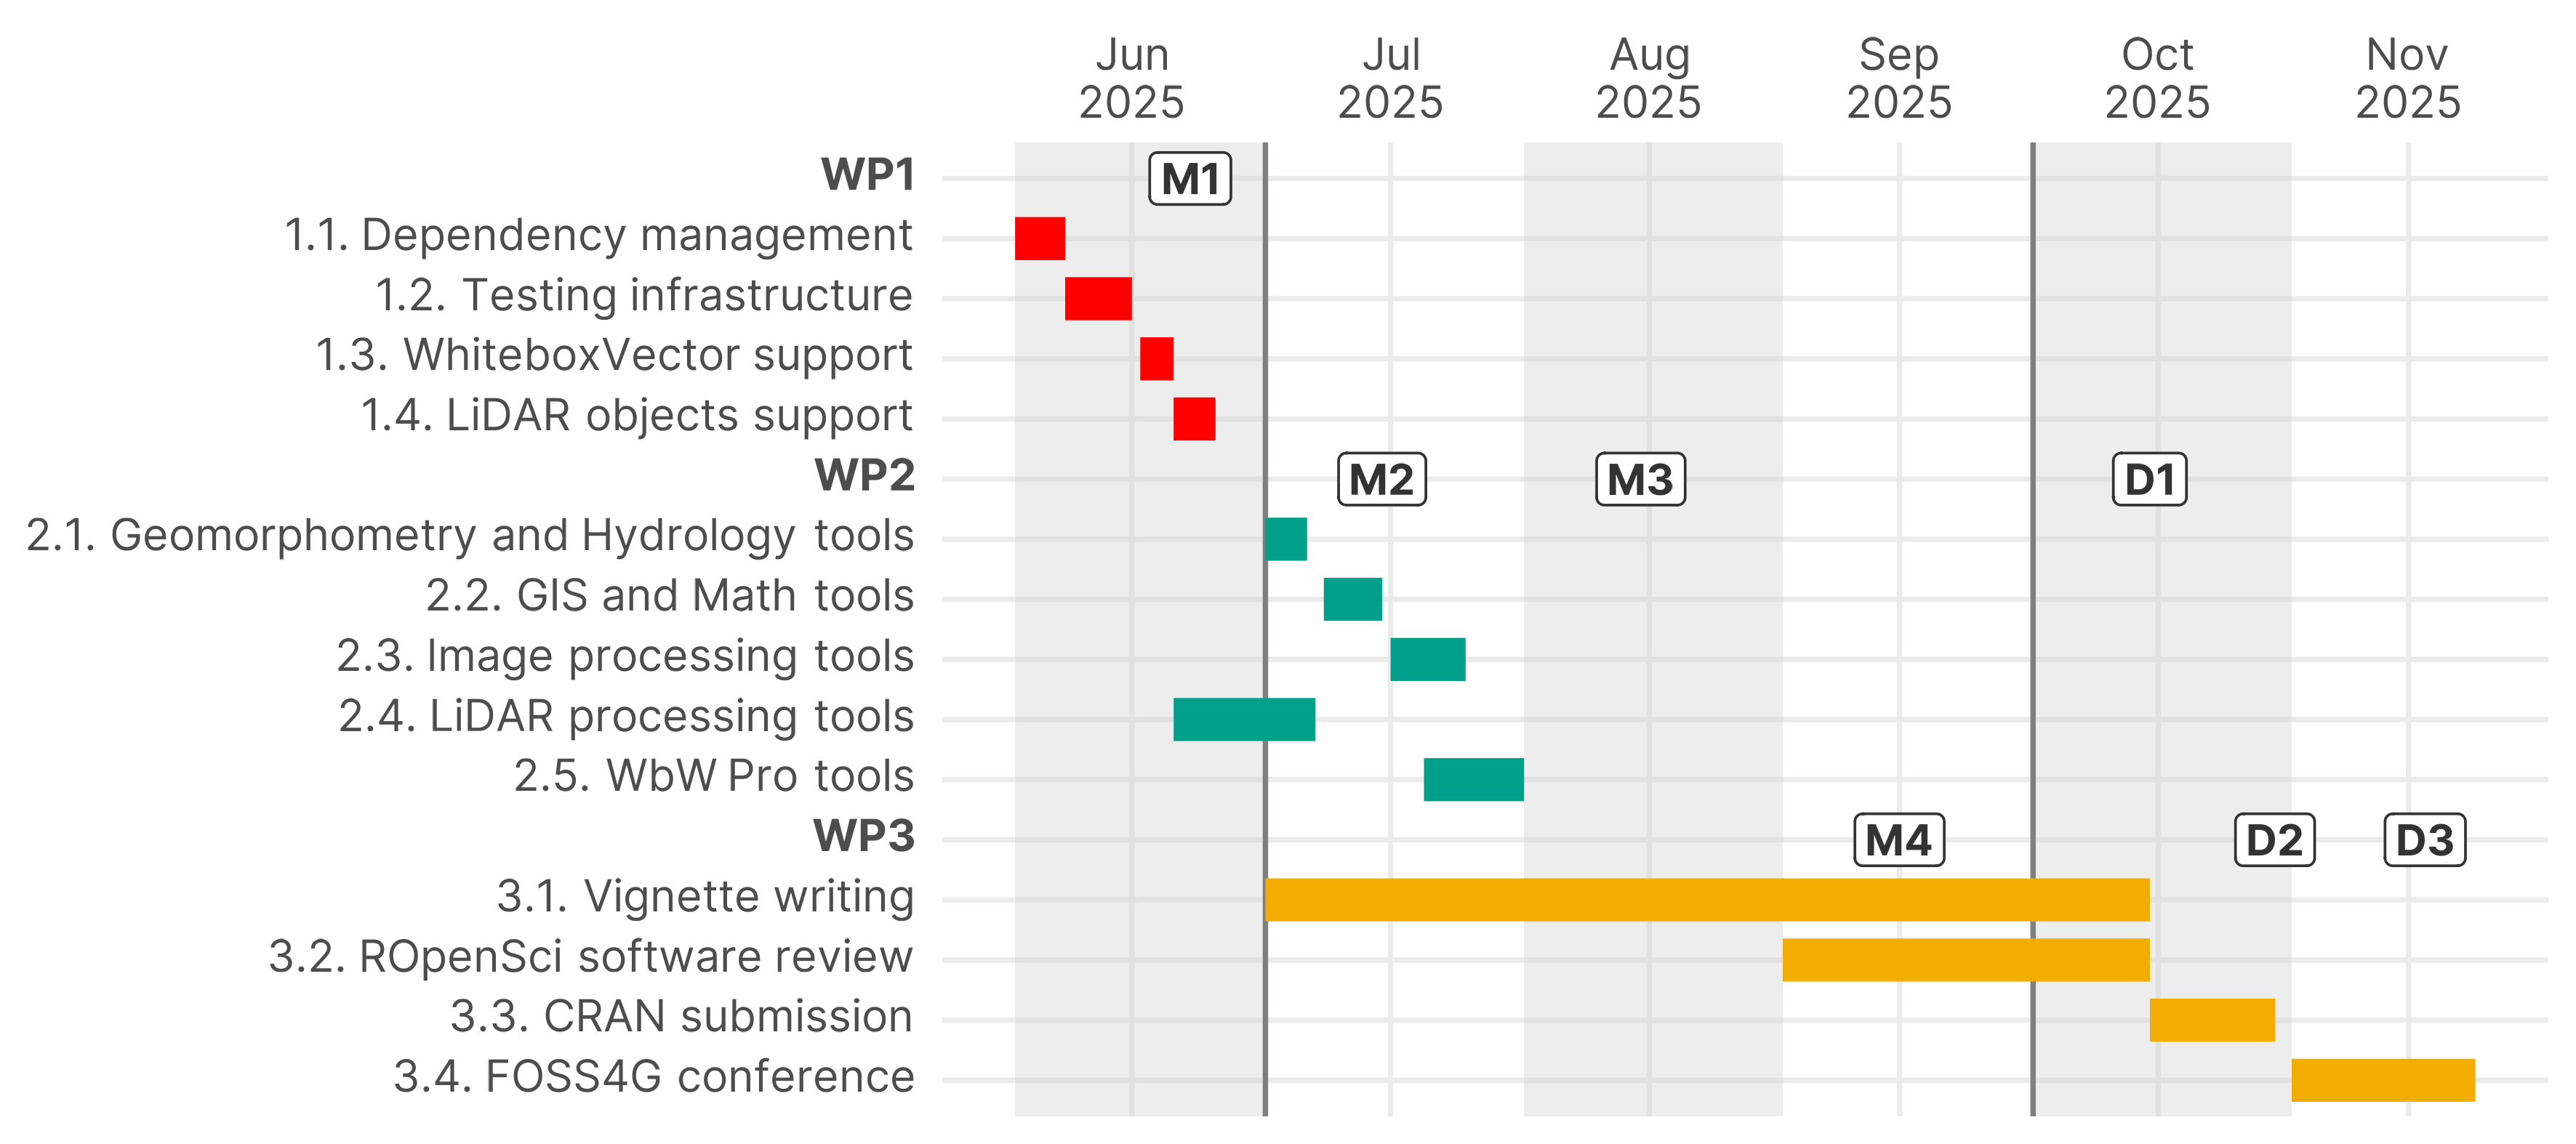 Jun Jul Aug Sep Oct Nov
2025 2025 2025 2025 2025 2025
WP1 M1
1.1. Dependency management
1.2. Testing infrastructure
1.3. WhiteboxVector support
1.4. LiDAR objects support
WP2 M2 M3 D1
2.1. Geomorphometry and Hydrology tools
2.2. GIS and Math tools
2.3. Image processing tools
2.4. LiDAR processing tools
2.5. WbW Pro tools
WP3 M4 D2 D3
3.1. Vignette writing
3.2. ROpenSci software review
3.3. CRAN submission
3.4. FOSS4G conference